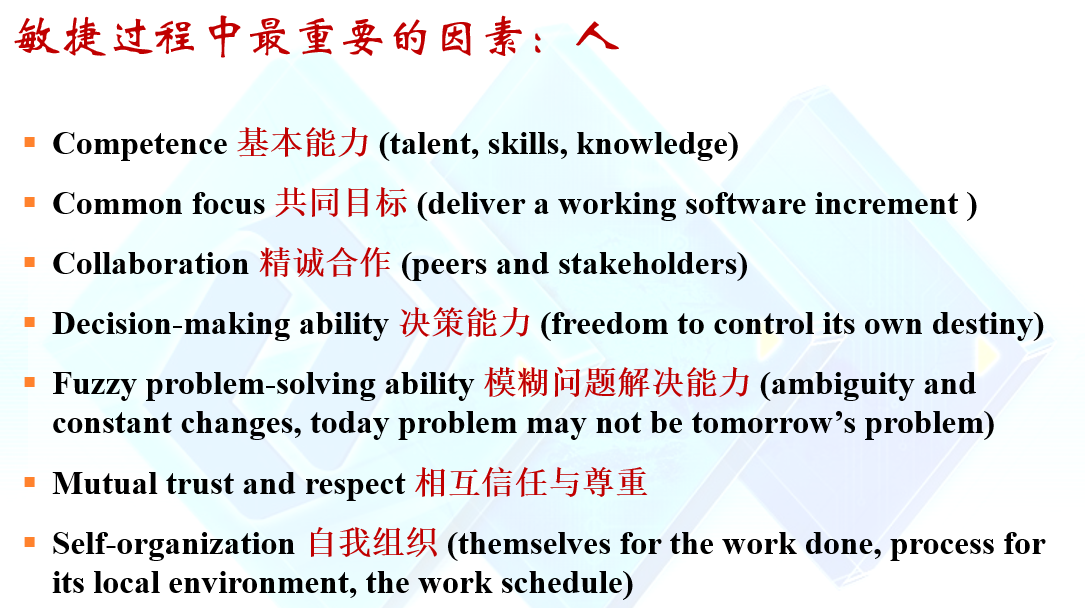 敏捷过程中最重要的因素：人
▪ Competence 基本能力 (talent, skills, knowledge)
▪ Common focus 共同目标 (deliver a working software increment )
▪ Collaboration 精诚合作 (peers and stakeholders)
▪ Decision-making ability 决策能力 (freedom to control its own destiny)
▪ Fuzzy problem-solving ability 模糊问题解决能力 (ambiguity and
constant changes, today problem may not be tomorrow’s problem)
▪ Mutual trust and respect 相互信任与尊重
▪ Self-organization 自我组织 (themselves for the work done, process for
its local environment, the work schedule)